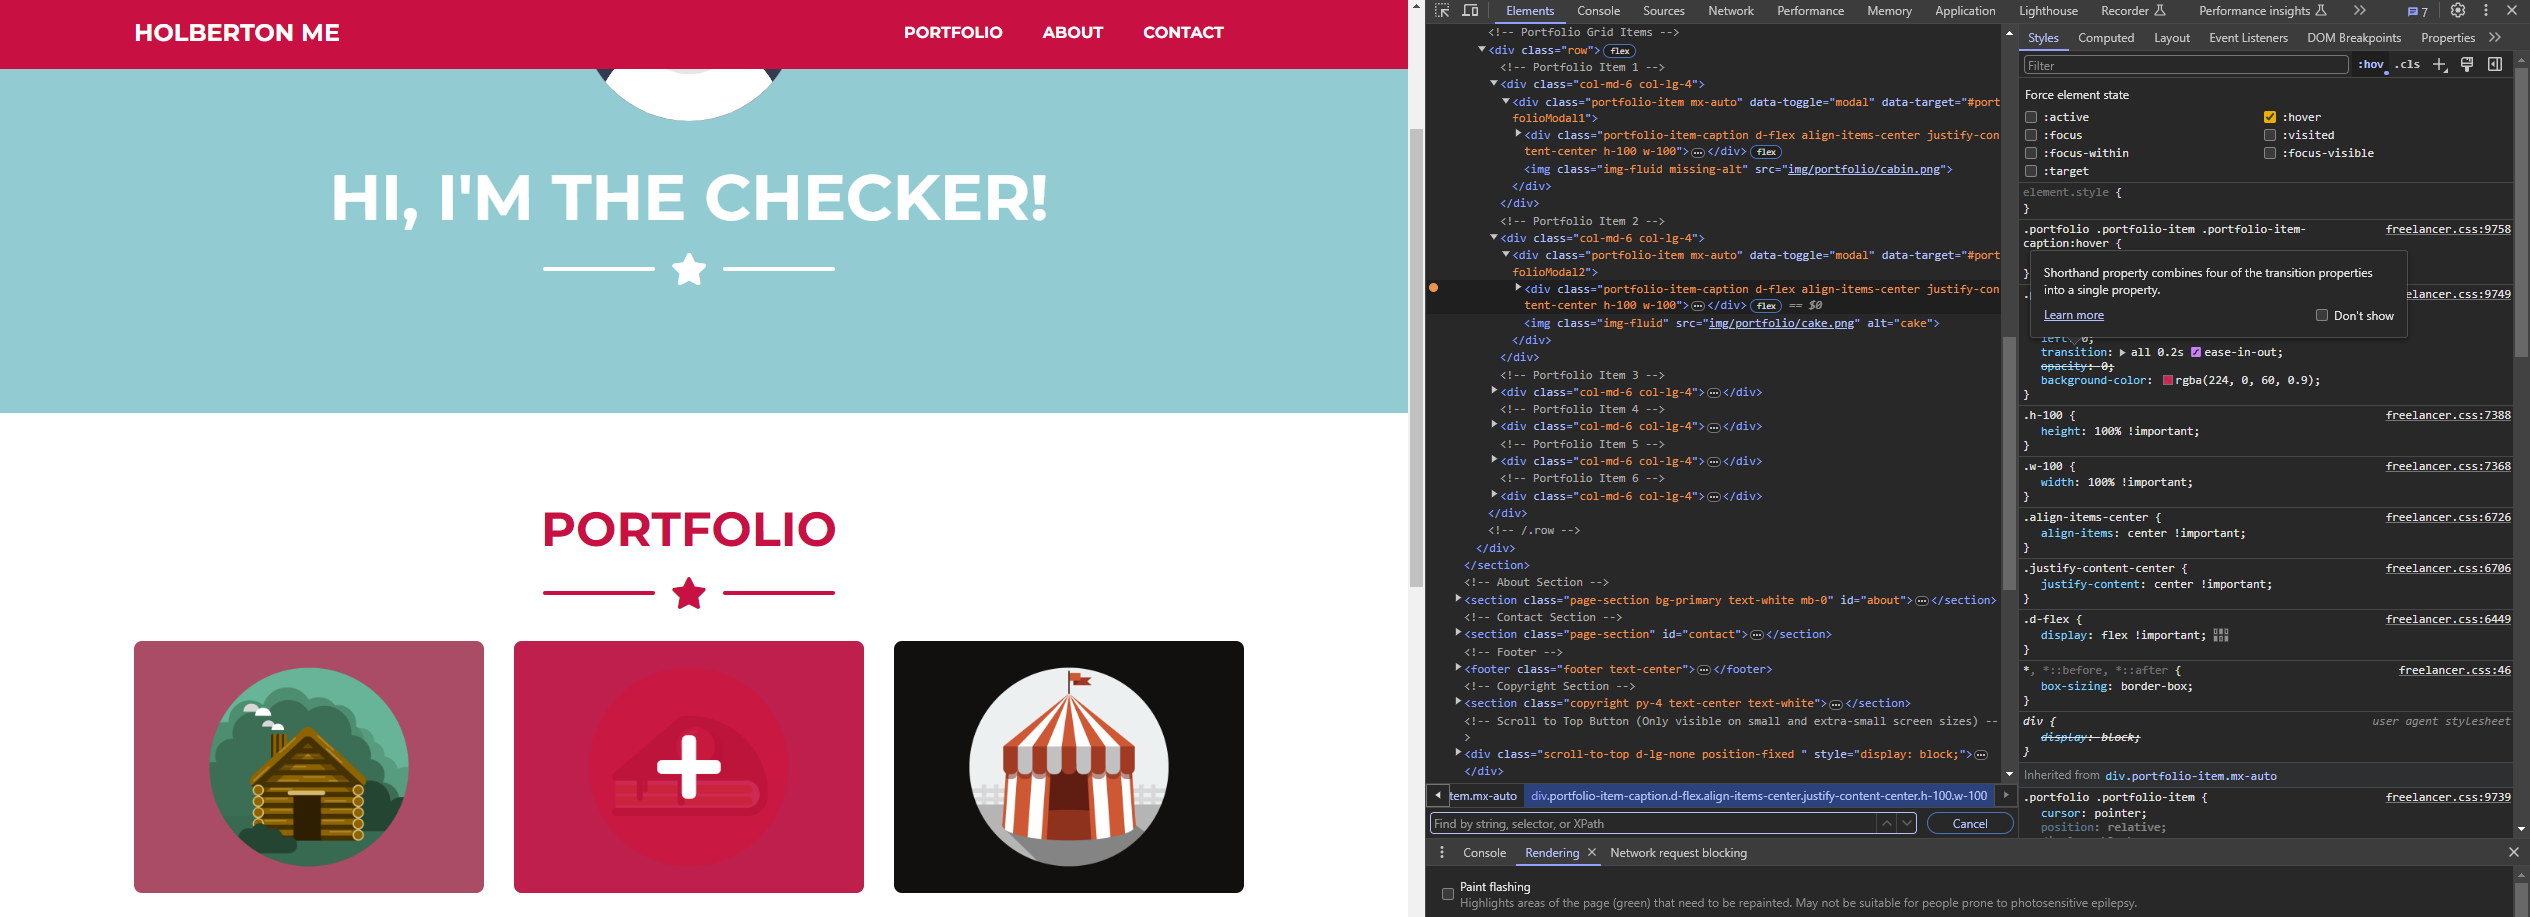 HOLBERTON ME
PORTFOLIO ABOUT CONTACT
HI, I'M THE CHECKER!
PORTFOLIO
Elements Console Sources Network Performance Memory Application Lighthouse Recorder Performance insights 7
<!-- Portfolio Grid Items -->
<div class="row"> flex
<!-- Portfolio Item 1 -->
<div class="col-md-6 col-lg-4">
<div class="portfolio-item mx-auto" data-toggle="modal" data-target="#port
folioModal1">
<div class="portfolio-item-caption d-flex align-items-center justify-con
tent-center h-100 w-100"> … </div> flex
<img class="img-fluid missing-alt" src="img/portfolio/cabin.png">
</div>
</div>
<!-- Portfolio Item 2 -->
<div class="col-md-6 col-lg-4">
<div class="portfolio-item mx-auto" data-toggle="modal" data-target="#port
folioModal2">
<div class="portfolio-item-caption d-flex align-items-center justify-con
tent-center h-100 w-100"> … </div> flex == $0
<img class="img-fluid" src="img/portfolio/cake.png" alt="cake">
</div>
</div>
<!-- Portfolio Item 3 -->
<div class="col-md-6 col-lg-4"> … </div>
<!-- Portfolio Item 4 -->
<div class="col-md-6 col-lg-4"> … </div>
<!-- Portfolio Item 5 -->
<div class="col-md-6 col-lg-4"> … </div>
<!-- Portfolio Item 6 -->
<div class="col-md-6 col-lg-4"> … </div>
</div>
<!-- /.row -->
</div>
</section>
<!-- About Section -->
<section class="page-section bg-primary text-white mb-0" id="about"> … </section>
<!-- Contact Section -->
<section class="page-section" id="contact"> … </section>
<!-- Footer -->
<footer class="footer text-center"> … </footer>
<!-- Copyright Section -->
<section class="copyright py-4 text-center text-white"> … </section>
<!-- Scroll to Top Button (Only visible on small and extra-small screen sizes) --
>
<div class="scroll-to-top d-lg-none position-fixed " style="display: block;"> …
</div>
tem.mx-auto div.portfolio-item-caption.d-flex.align-items-center.justify-content-center.h-100.w-100
Find by string, selector, or XPath Cancel
Styles Computed Layout Event Listeners DOM Breakpoints Properties
Filter :hov .cls
Force element state
:active :hover
:focus :visited
:focus-within :focus-visible
:target
element.style {
}
.portfolio .portfolio-item .portfolio-item- freelancer.css:9758
caption:hover {
}
Shorthand property combines four of the transition properties
into a single property.
Learn more Don't show
elancer.css:9749
left: 0;
transition: all 0.2s ease-in-out;
opacity: 0;
background-color: rgba(224, 0, 60, 0.9);
}
.h-100 { freelancer.css:7388
height: 100% !important;
}
.w-100 { freelancer.css:7368
width: 100% !important;
}
.align-items-center { freelancer.css:6726
align-items: center !important;
}
.justify-content-center { freelancer.css:6706
justify-content: center !important;
}
.d-flex { freelancer.css:6449
display: flex !important;
}
*, *::before, *::after { freelancer.css:46
box-sizing: border-box;
}
div { user agent stylesheet
display: block;
}
Inherited from div.portfolio-item.mx-auto
.portfolio .portfolio-item { freelancer.css:9739
cursor: pointer;
position: relative;
Console Rendering Network request blocking
Paint flashing
Highlights areas of the page (green) that need to be repainted. May not be suitable for people prone to photosensitive epilepsy.